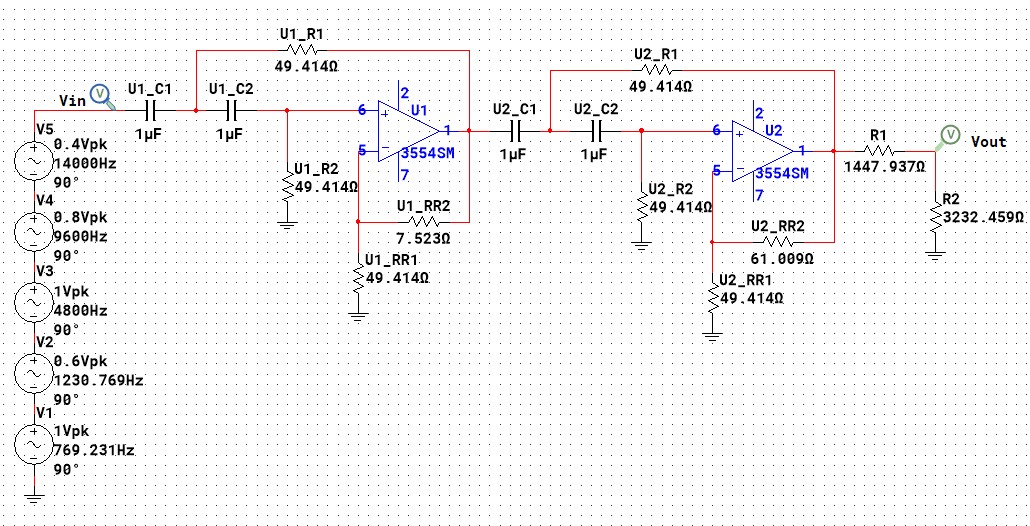 U1_R1
49.414Ω
U2_R1
49.414Ω
Vin
V
U1_C1
1µF
U1_C2
1µF
6
5
2
U1
1
3554SM
7
U2_C1
1µF
U2_C2
1µF
6
5
2
U2
1
3554SM
7
R1
1447.937Ω
V
Vout
R2
3232.459Ω
U1_R2
49.414Ω
U1_RR2
7.523Ω
U1_RR1
49.414Ω
U2_R2
49.414Ω
U2_RR2
61.009Ω
U2_RR1
49.414Ω
V5
0.4Vpk
14000Hz
90°
V4
0.8Vpk
9600Hz
90°
V3
1Vpk
4800Hz
90°
V2
0.6Vpk
1230.769Hz
90°
V1
1Vpk
769.231Hz
90°